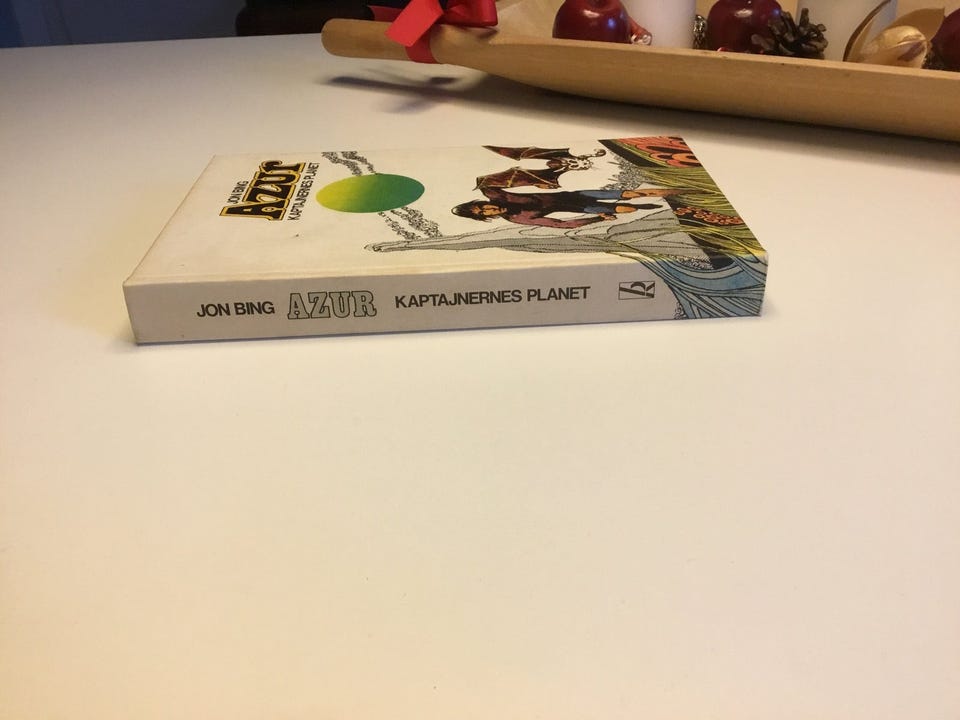 JON BING
AZUR
KAPTAJNERNES PLANET
JON BING AZUR KAPTAJNERNES PLANET